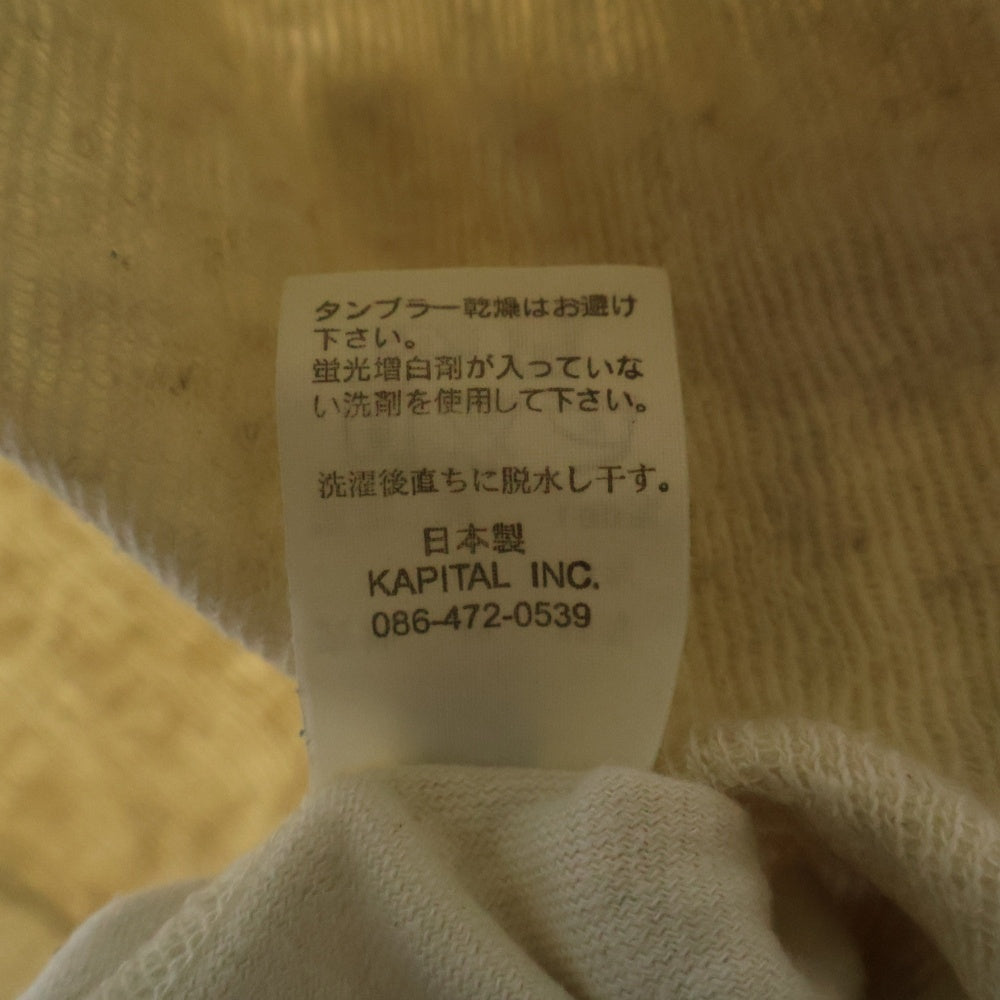 タンブラー乾燥はお避け
下さい。
蛍光増白剤が入っていな
い洗剤を使用して下さい。
洗濯後直ちに脱水し干す。
日本製
KAPITAL INC.
086-472-0539